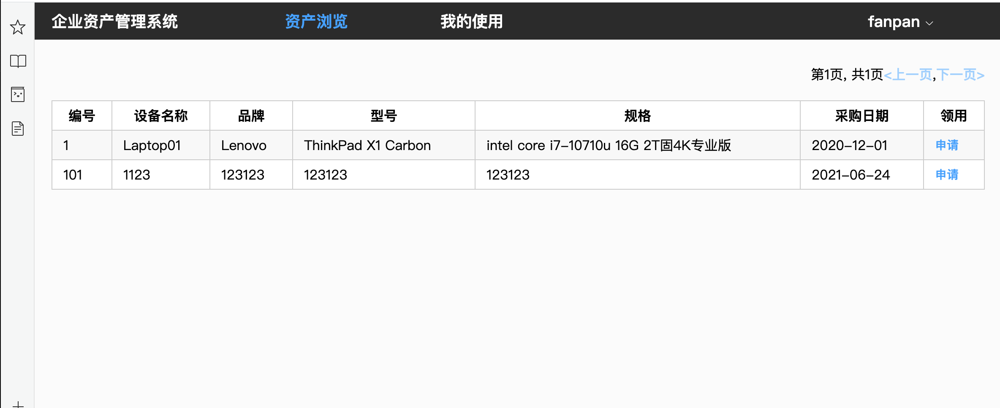 企业资产管理系统 资产浏览 我的使用 fanpan
第1页, 共1页<上一页,下一页>
编号 设备名称 品牌 型号 规格 采购日期 领用
1 Laptop01 Lenovo ThinkPad X1 Carbon intel core i7-10710u 16G 2T固4K专业版 2020-12-01 申请
101 1123 123123 123123 123123 2021-06-24 申请